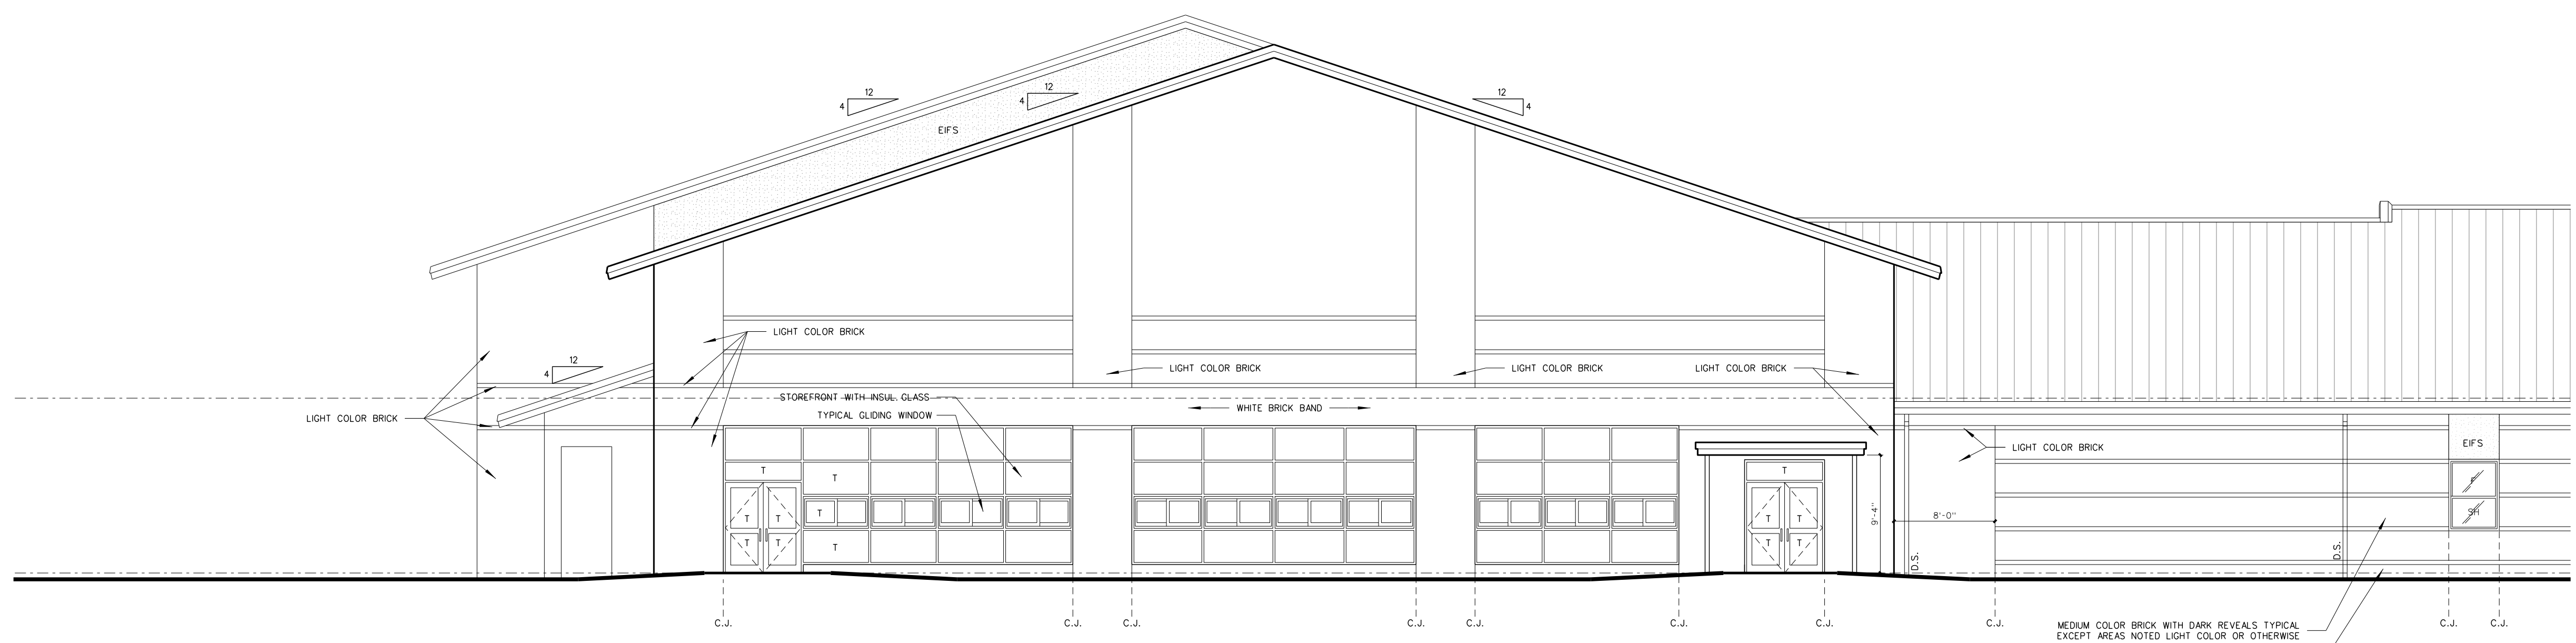 12
4
12
4
12
4
EIFS
LIGHT COLOR BRICK
12
4
LIGHT COLOR BRICK
LIGHT COLOR BRICK
LIGHT COLOR BRICK
STOREFRONT WITH INSUL. GLASS
WHITE BRICK BAND
TYPICAL GLIDING WINDOW
LIGHT COLOR BRICK
LIGHT COLOR BRICK
EIFS
T
T
T
T
T
T
T
T
T
T
T
T
T
T
F
SH
9'-4"
8'-0"
D.S.
D.S.
C.J.
C.J.
C.J.
C.J.
C.J.
C.J.
C.J.
C.J.
C.J.
C.J.
MEDIUM COLOR BRICK WITH DARK REVEALS TYPICAL
EXCEPT AREAS NOTED LIGHT COLOR OR OTHERWISE